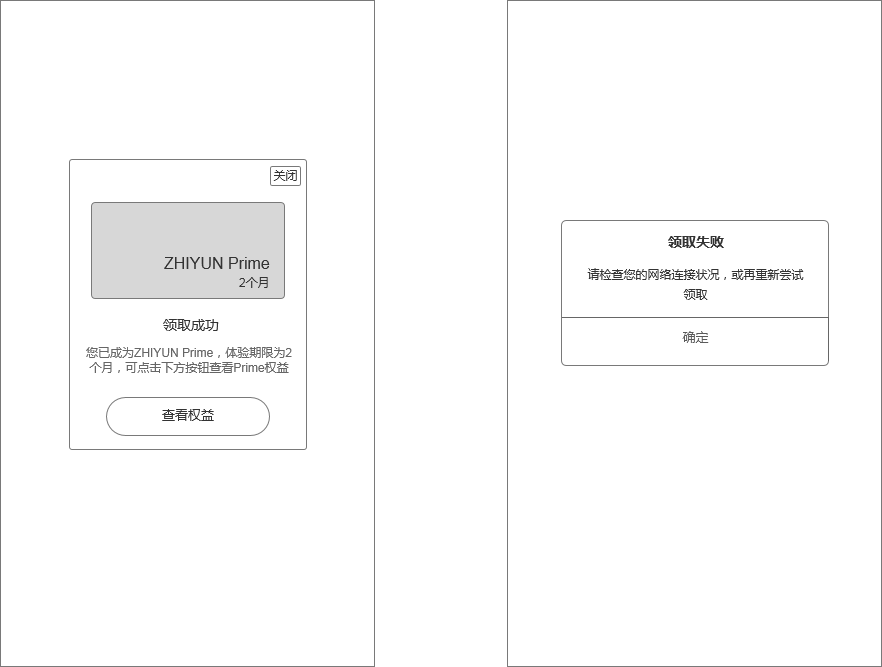 关闭
ZHIYUN Prime
2个月
领取成功
您已成为ZHIYUN Prime，体验期限为2
个月，可点击下方按钮查看Prime权益
查看权益
领取失败
请检查您的网络连接状况，或再重新尝试
领取
确定